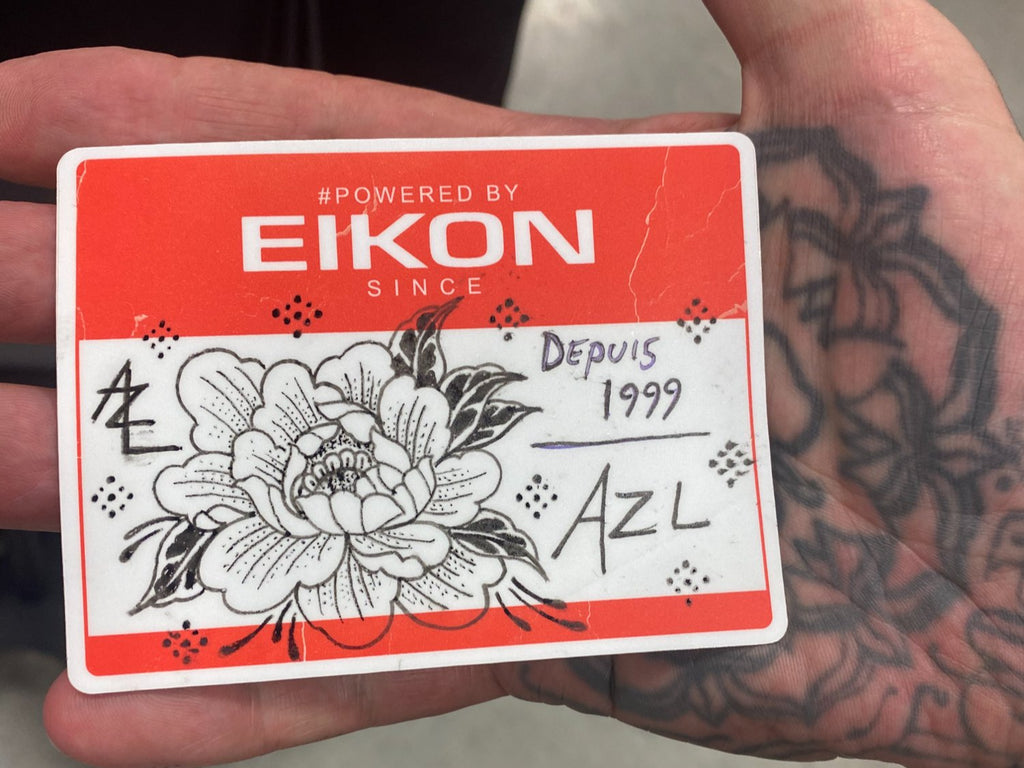 #POWERED BY
EIKON
SINCE
AZL
DEPUIS
1999
AZL